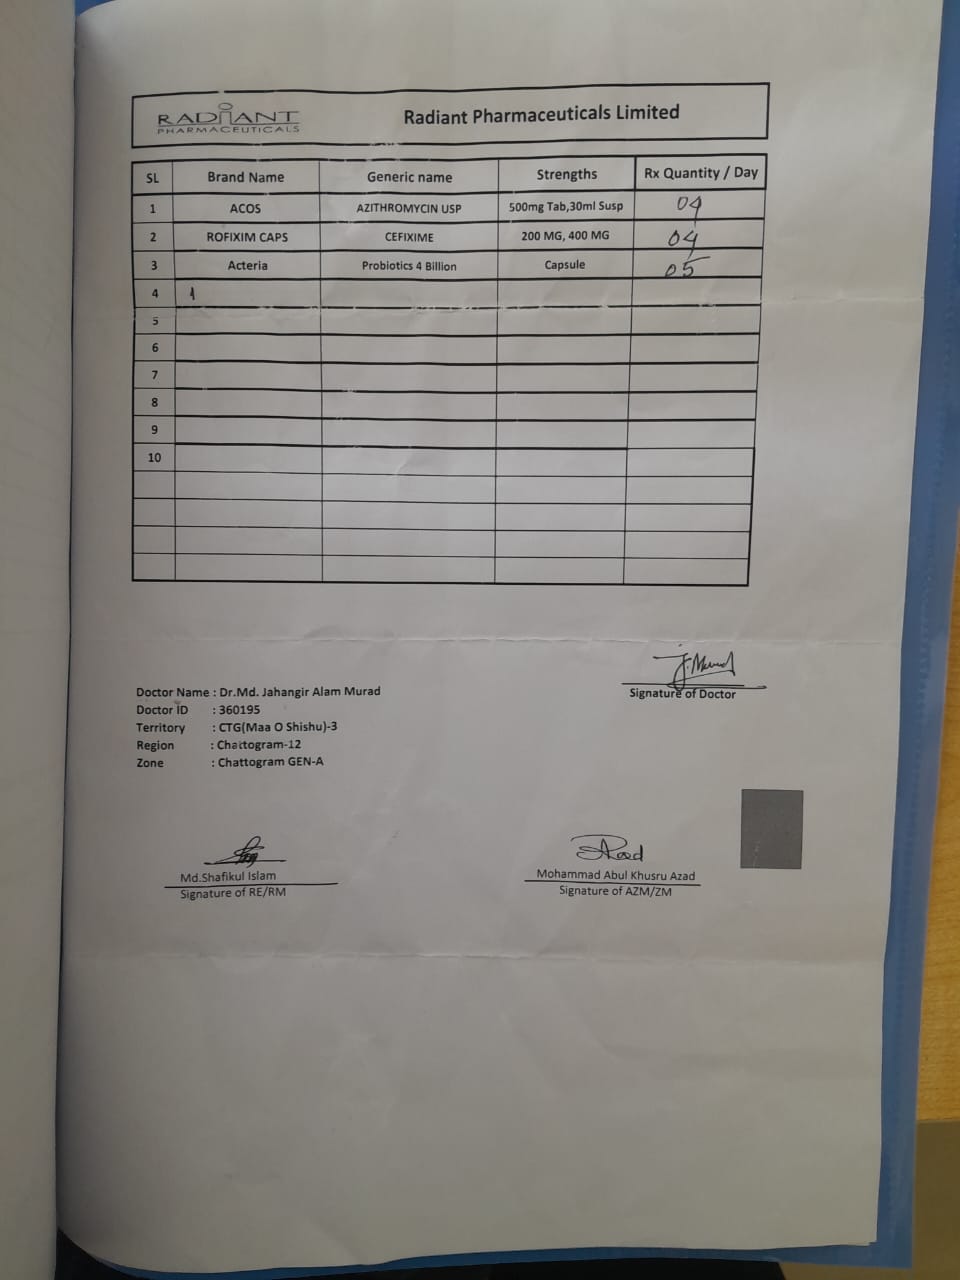 RADIANT
PHARMACEUTICALS
Radiant Pharmaceuticals Limited
SL Brand Name Generic name Strengths Rx Quantity / Day
1 ACOS AZITHROMYCIN USP 500mg Tab,30ml Susp 04
2 ROFIXIM CAPS CEFIXIME 200 MG, 400 MG 04
3 Acteria Probiotics 4 Billion Capsule 05
4
5
6
7
8
9
10
J. Murad
Signature of Doctor
Doctor Name : Dr.Md. Jahangir Alam Murad
Doctor ID : 360195
Territory : CTG(Maa O Shishu)-3
Region : Chattogram-12
Zone : Chattogram GEN-A
Md.Shafikul Islam
Signature of RE/RM
Azad
Mohammad Abul Khusru Azad
Signature of AZM/ZM